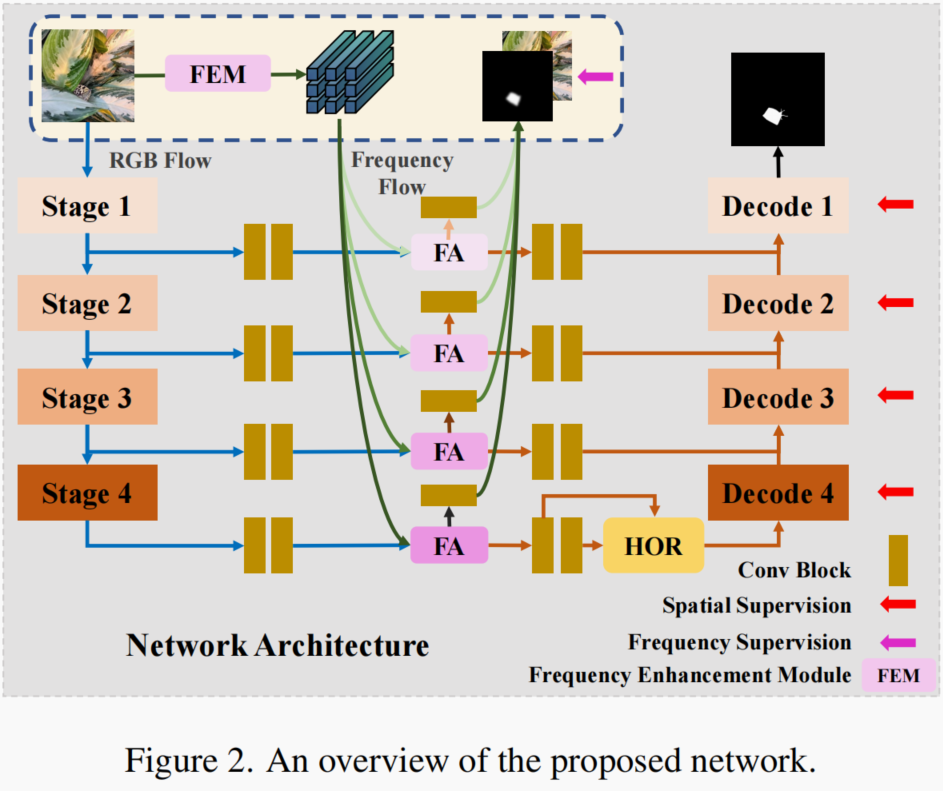 FEM
RGB Flow
Frequency
Flow
Stage 1
Decode 1
FA
Stage 2
Decode 2
FA
Stage 3
Decode 3
FA
Stage 4
Decode 4
FA
HOR
Conv Block
Spatial Supervision
Network Architecture
Frequency Supervision
Frequency Enhancement Module FEM
Figure 2. An overview of the proposed network.